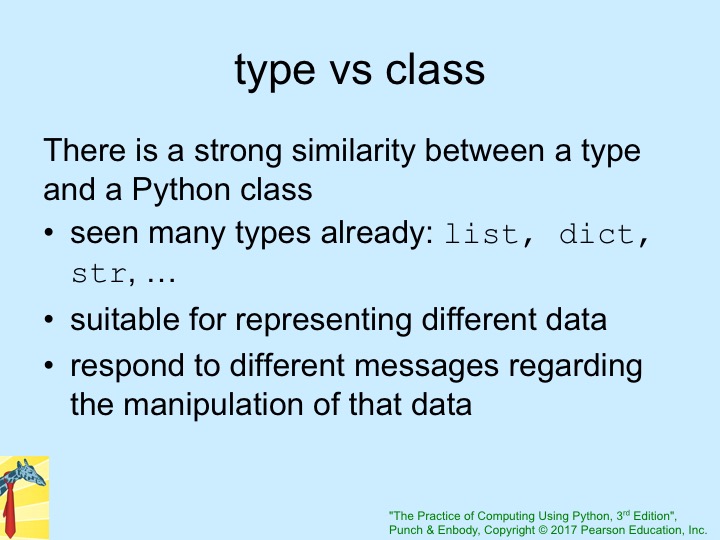 type vs class
There is a strong similarity between a type
and a Python class
• seen many types already: list, dict,
str, …
• suitable for representing different data
• respond to different messages regarding
the manipulation of that data
"The Practice of Computing Using Python, 3rd Edition",
Punch & Enbody, Copyright © 2017 Pearson Education, Inc.